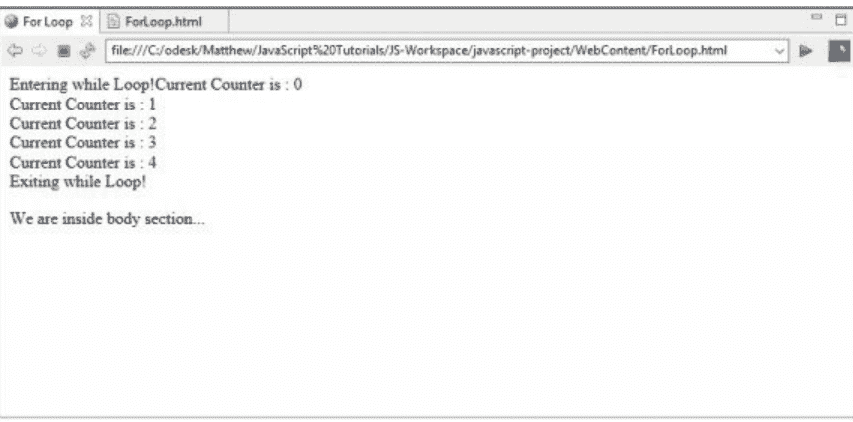 For Loop
ForLoop.html
file:///C:/odesk/Matthew/JavaScript%20Tutorials/JS-Workspace/javascript-project/WebContent/ForLoop.html
Entering while Loop!Current Counter is : 0
Current Counter is : 1
Current Counter is : 2
Current Counter is : 3
Current Counter is : 4
Exiting while Loop!
We are inside body section...